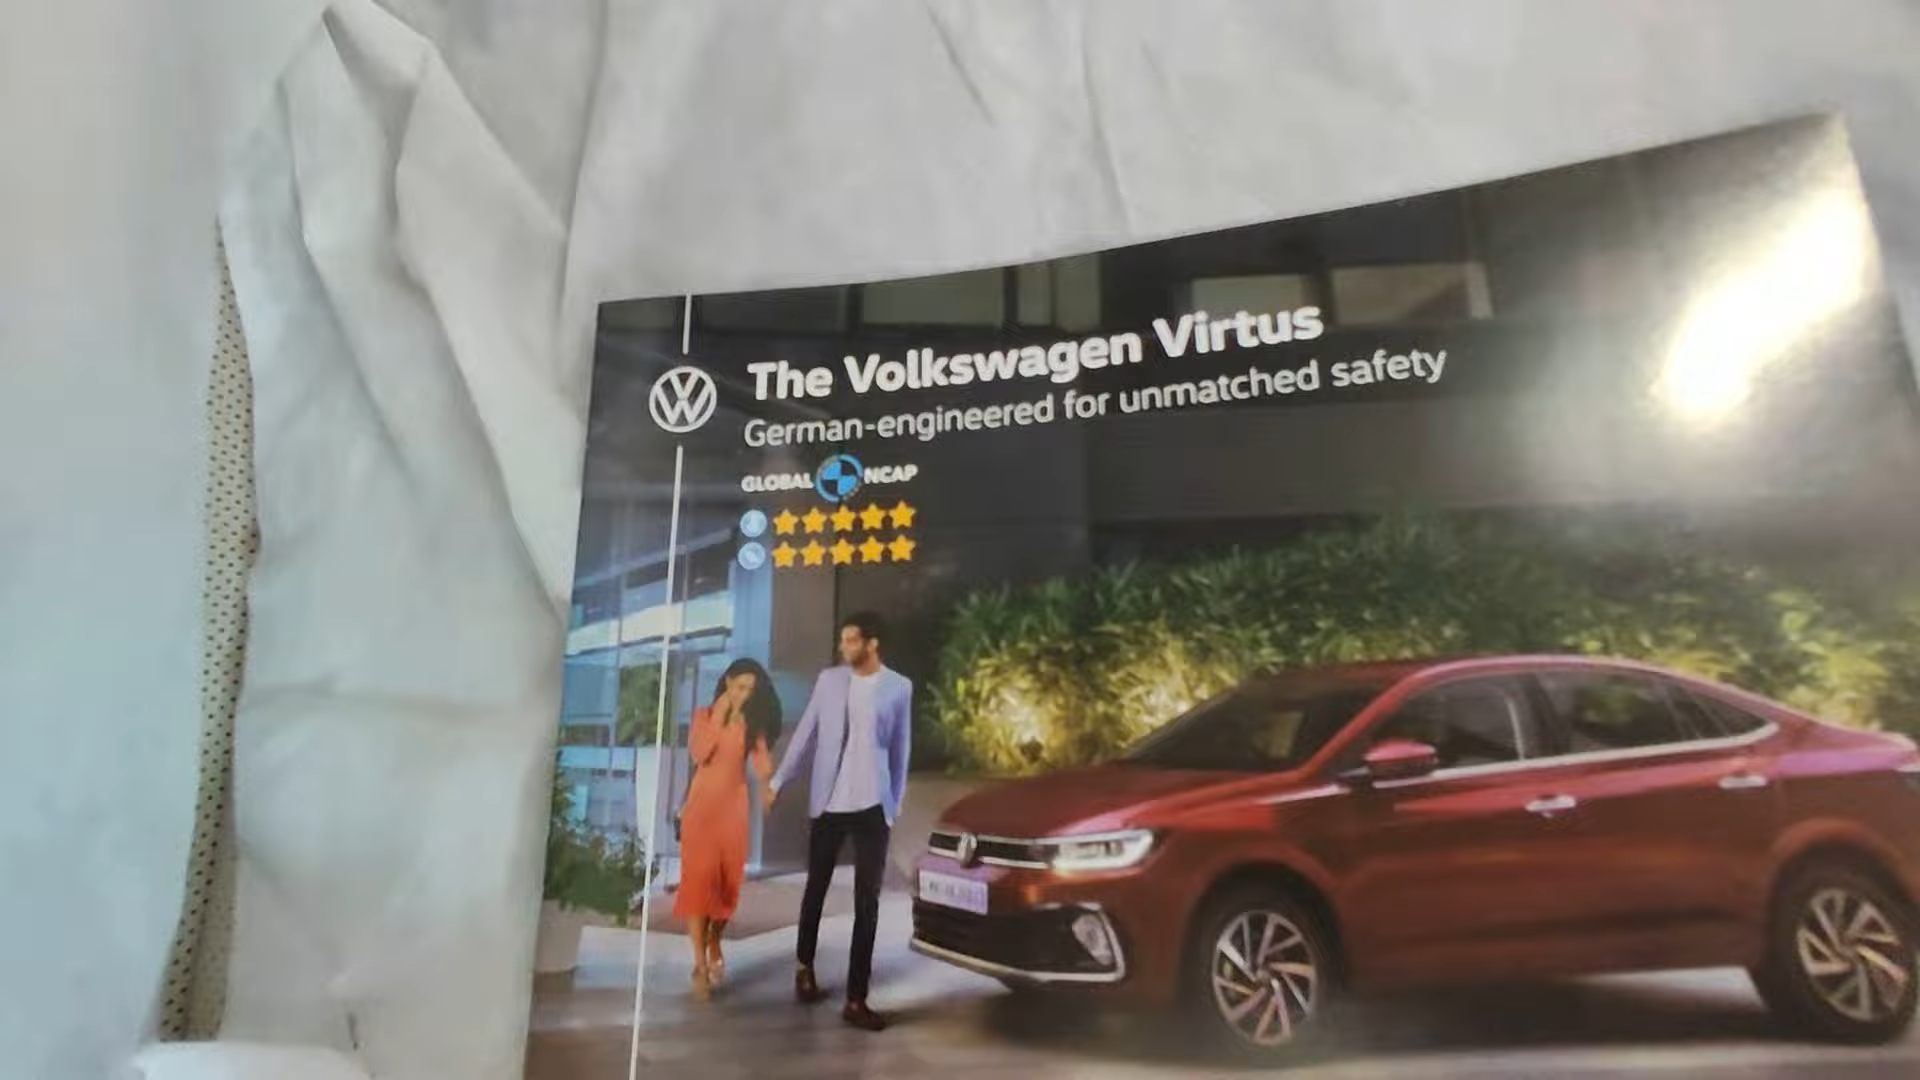 The Volkswagen Virtus
German-engineered for unmatched safety
GLOBAL NCAP